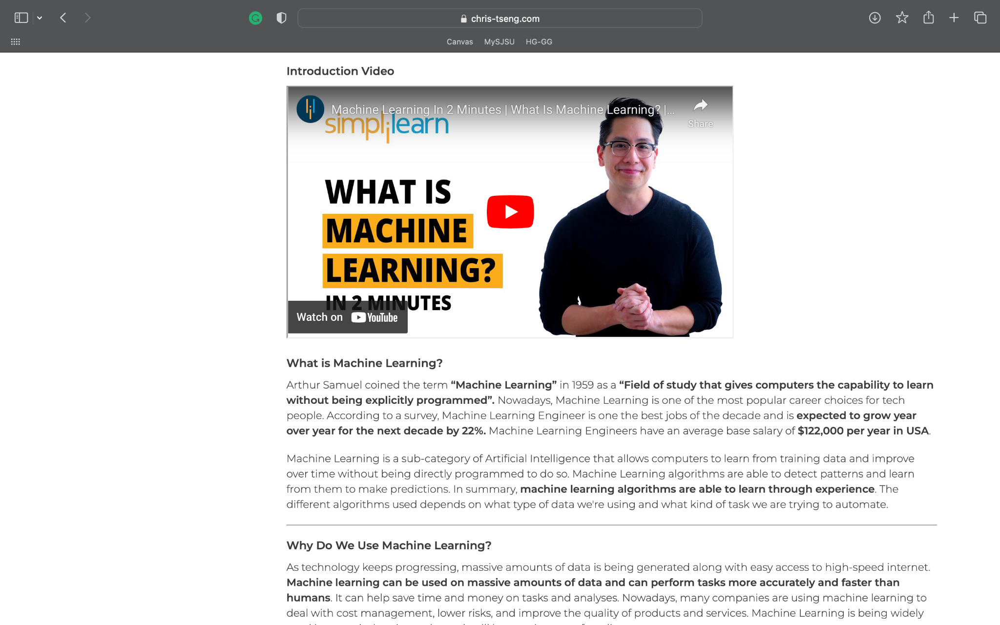 chris-tseng.com
Canvas MySJSU HG-GG
Introduction Video
Machine Learning In 2 Minutes | What Is Machine Learning? |...
Share
simplilearn
WHAT IS
MACHINE
LEARNING?
IN 2 MINUTES
Watch on YouTube
What is Machine Learning?
Arthur Samuel coined the term “Machine Learning” in 1959 as a “Field of study that gives computers the capability to learn
without being explicitly programmed”. Nowadays, Machine Learning is one of the most popular career choices for tech
people. According to a survey, Machine Learning Engineer is one the best jobs of the decade and is expected to grow year
over year for the next decade by 22%. Machine Learning Engineers have an average base salary of $122,000 per year in USA.
Machine Learning is a sub-category of Artificial Intelligence that allows computers to learn from training data and improve
over time without being directly programmed to do so. Machine Learning algorithms are able to detect patterns and learn
from them to make predictions. In summary, machine learning algorithms are able to learn through experience. The
different algorithms used depends on what type of data we're using and what kind of task we are trying to automate.
Why Do We Use Machine Learning?
As technology keeps progressing, massive amounts of data is being generated along with easy access to high-speed internet.
Machine learning can be used on massive amounts of data and can perform tasks more accurately and faster than
humans. It can help save time and money on tasks and analyses. Nowadays, many companies are using machine learning to
deal with cost management, lower risks, and improve the quality of products and services. Machine Learning is being widely